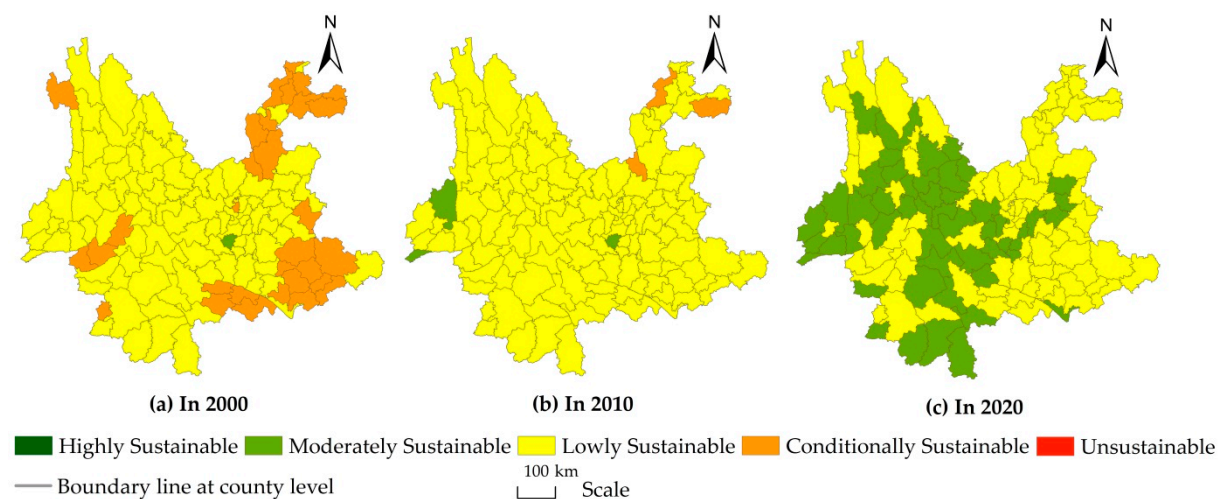 N
N
N
(a) In 2000
(b) In 2010
(c) In 2020
Highly Sustainable
Moderately Sustainable
Lowly Sustainable
Conditionally Sustainable
Unsustainable
Boundary line at county level
100 km
Scale